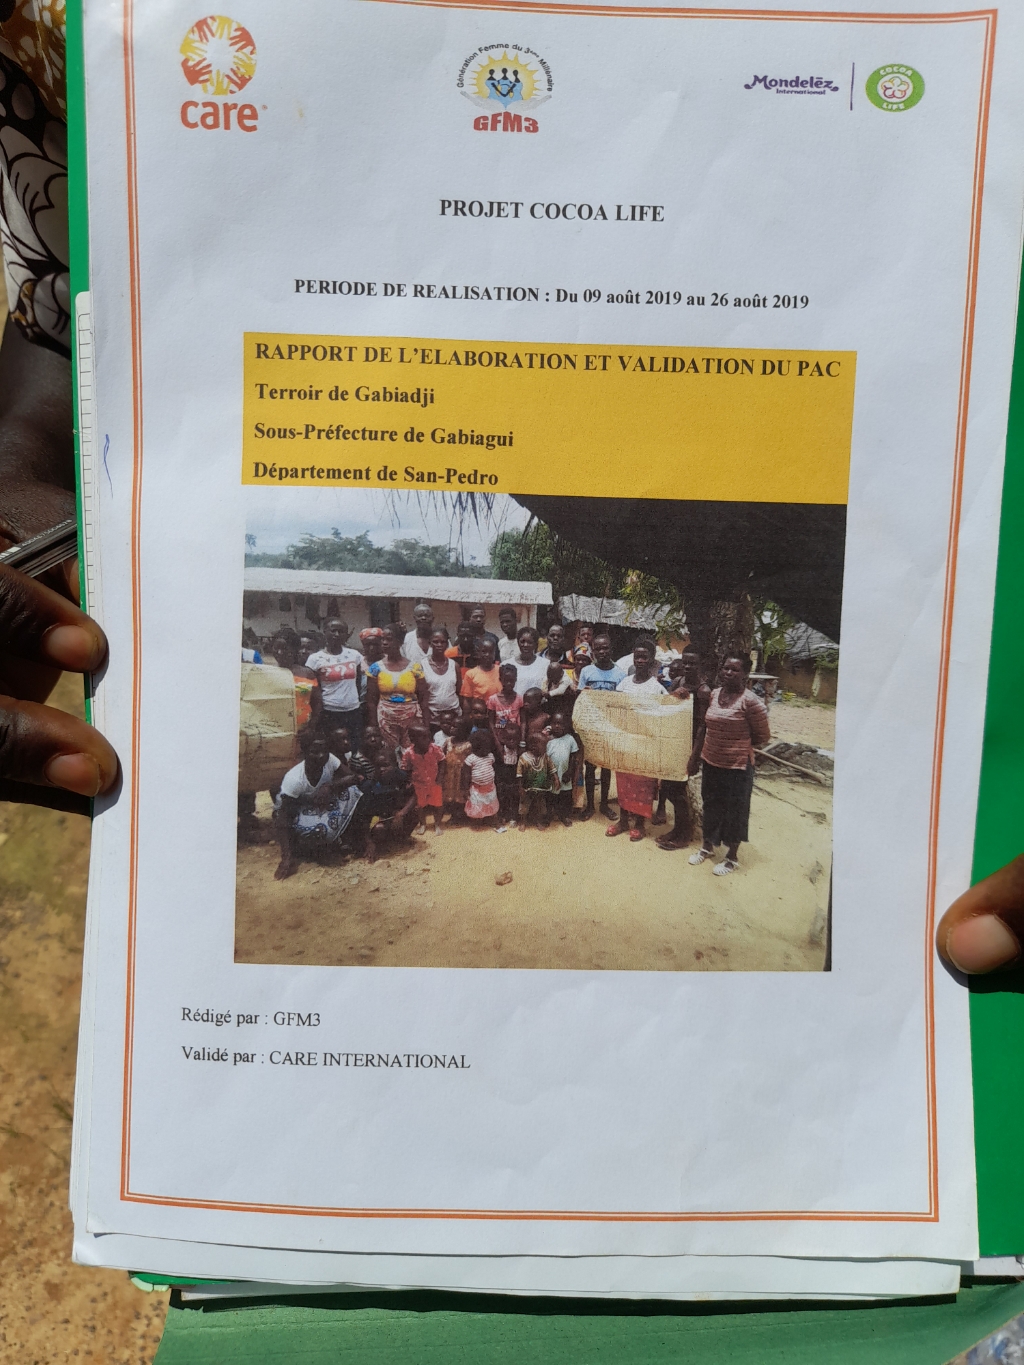 care
Génération Femme du 3ème Millénaire
GFM3
Mondelēz
International
COCOA
LIFE
PROJET COCOA LIFE
PERIODE DE REALISATION : Du 09 août 2019 au 26 août 2019
RAPPORT DE L'ELABORATION ET VALIDATION DU PAC
Terroir de Gabiadji
Sous-Préfecture de Gabiagui
Département de San-Pedro
Rédigé par : GFM3
Validé par : CARE INTERNATIONAL